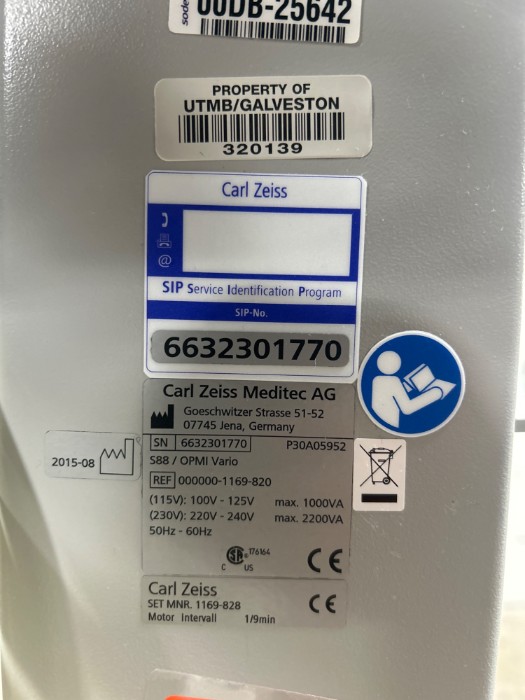 sode
00DB-25642
PROPERTY OF
UTMB/GALVESTON
320139
Carl Zeiss
@
SIP Service Identification Program
SIP-No.
6632301770
Carl Zeiss Meditec AG
Goeschwitzer Strasse 51-52
07745 Jena, Germany
SN 6632301770 P30A05952
2015-08
S88 / OPMI Vario
REF 000000-1169-820
(115V): 100V - 125V max. 1000VA
(230V): 220V - 240V max. 2200VA
50Hz - 60Hz
SA ® 176164
C US
CE
Carl Zeiss
SET MNR. 1169-828
CE
Motor Intervall 1/9min